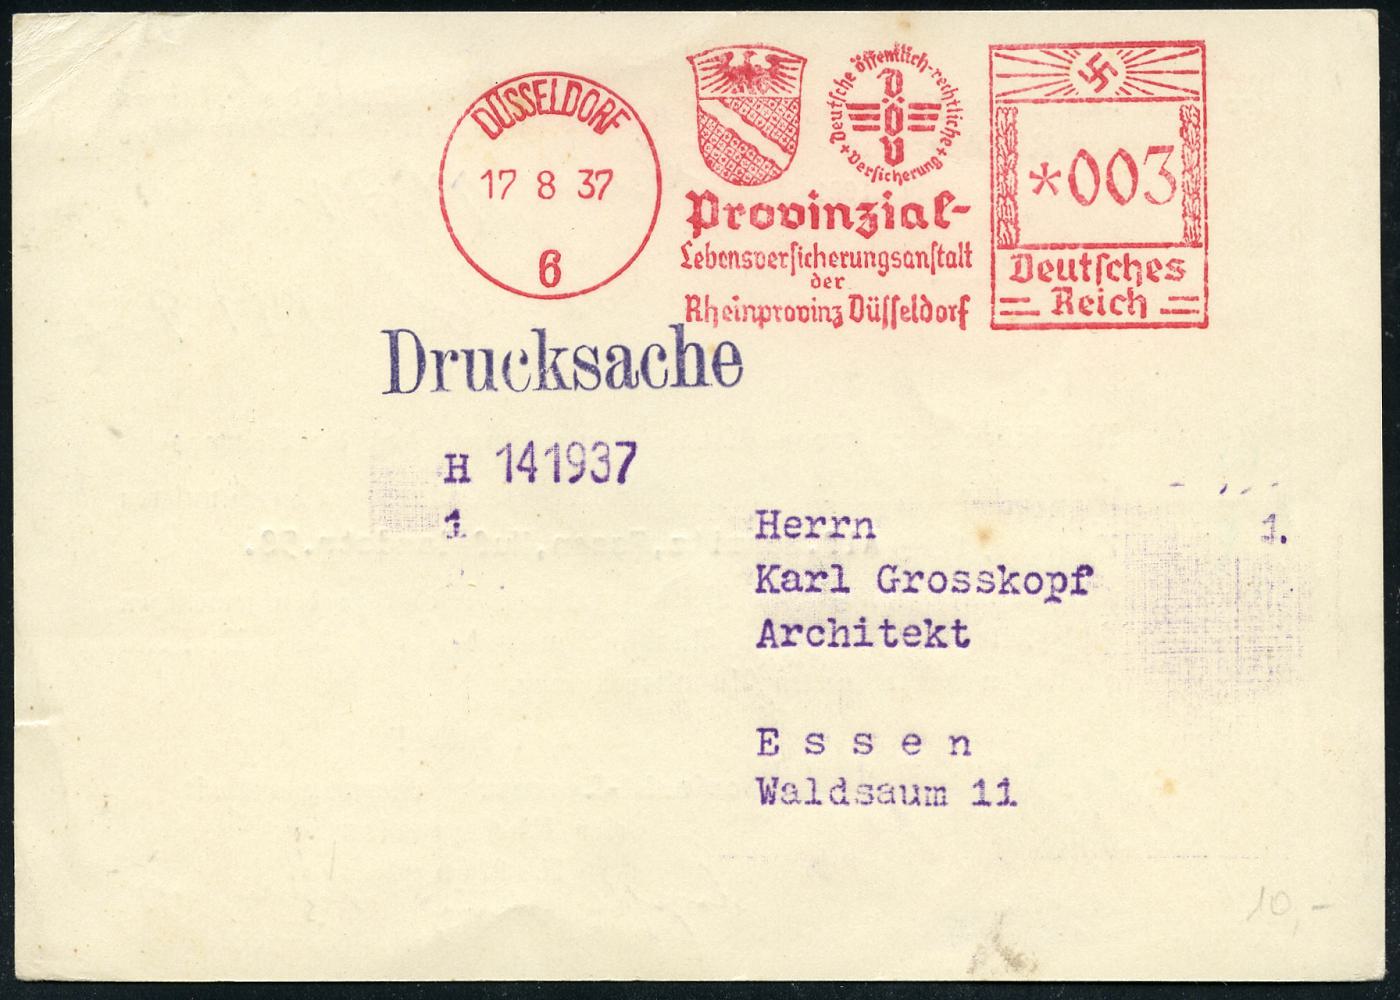 DÜSSELDORF
17 8 37
6
Deutsche öffentlich-rechtliche + Versicherung +
DÖV
Provinzial-
Lebensversicherungsanstalt
der
Rheinprovinz Düsseldorf
*003
Deutsches
Reich
Drucksache
H 141937
1
Herrn
1.
Karl Grosskopf
Architekt
Essen
Waldsaum 11
10,-